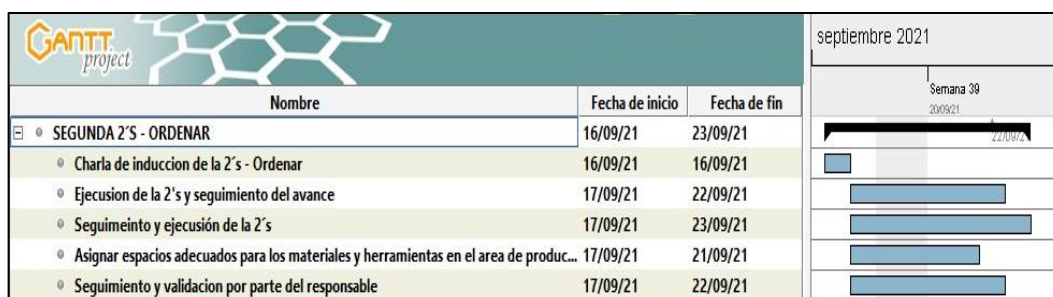 GANTT
project
septiembre 2021
Semana 39
20/09/21
Nombre Fecha de inicio Fecha de fin
SEGUNDA 2´S - ORDENAR 16/09/21 23/09/21
Charla de induccion de la 2´s - Ordenar 16/09/21 16/09/21
Ejecusion de la 2's y seguimiento del avance 17/09/21 22/09/21
Seguimeinto y ejecusión de la 2´s 17/09/21 23/09/21
Asignar espacios adecuados para los materiales y herramientas en el area de produc... 17/09/21 21/09/21
Seguimiento y validacion por parte del responsable 17/09/21 22/09/21